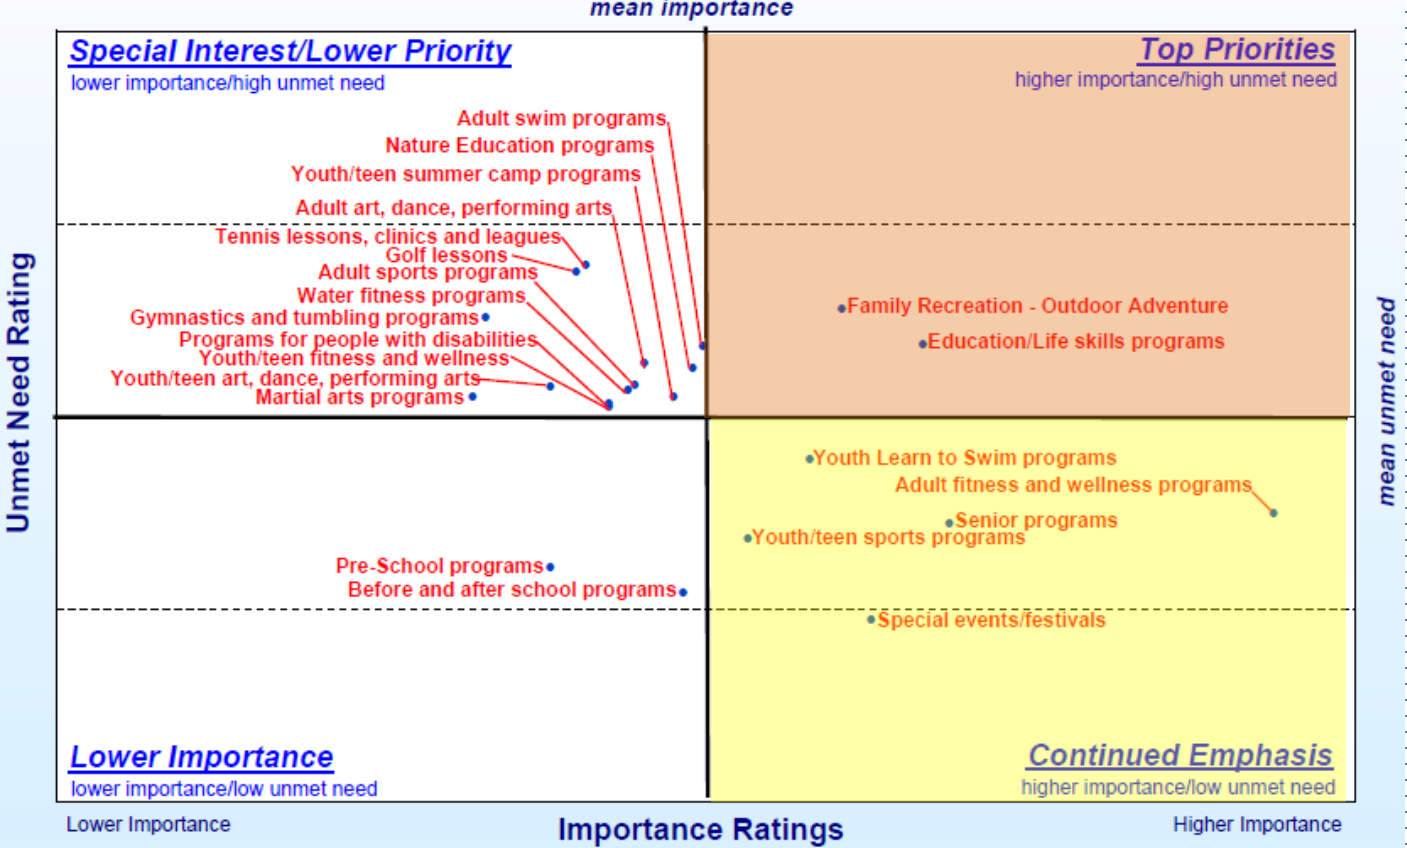 mean importance
Special Interest/Lower Priority
lower importance/high unmet need
Top Priorities
higher importance/high unmet need
Adult swim programs
Nature Education programs
Youth/teen summer camp programs
Adult art, dance, performing arts
Tennis lessons, clinics and leagues
Golf lessons
Adult sports programs
Water fitness programs
Gymnastics and tumbling programs
Programs for people with disabilities
Youth/teen fitness and wellness
Youth/teen art, dance, performing arts
Martial arts programs
Family Recreation - Outdoor Adventure
Education/Life skills programs
Unmet Need Rating
mean unmet need
Youth Learn to Swim programs
Adult fitness and wellness programs
Senior programs
Youth/teen sports programs
Pre-School programs
Before and after school programs
Special events/festivals
Lower Importance
lower importance/low unmet need
Continued Emphasis
higher importance/low unmet need
Lower Importance
Importance Ratings
Higher Importance